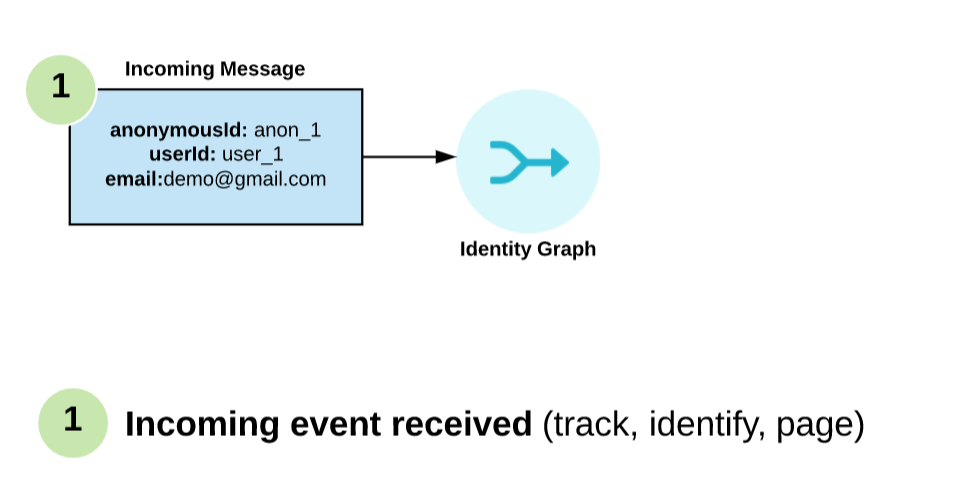 1
Incoming Message
anonymousId: anon_1
userId: user_1
email:demo@gmail.com
Identity Graph
1
Incoming event received (track, identify, page)